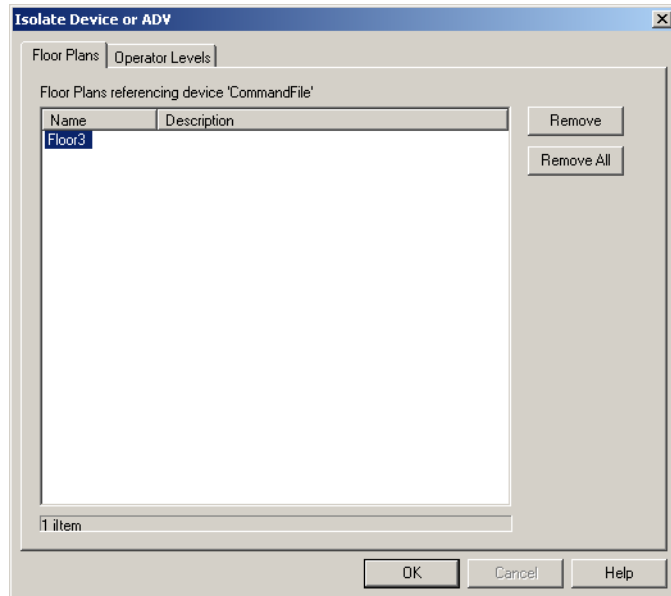 Isolate Device or ADV
Floor Plans Operator Levels
Floor Plans referencing device 'CommandFile'
Name Description
Remove
Floor3
Remove All
1 iItem
OK Cancel Help